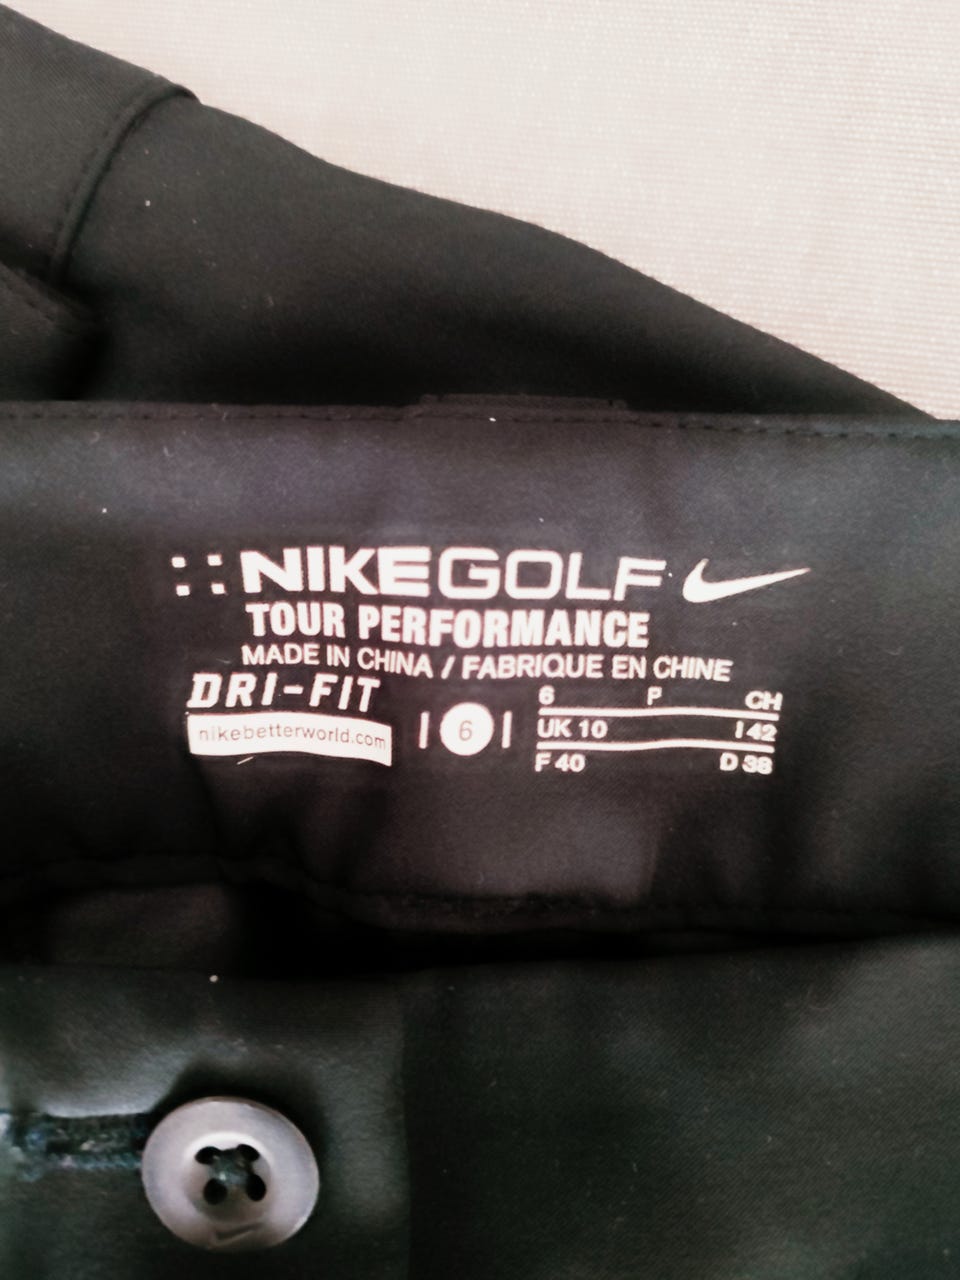 NIKEGOLF
TOUR PERFORMANCE
MADE IN CHINA / FABRIQUE EN CHINE
DRI-FIT
nikebetterworld.com
6
6 P CH
UK 10 I 42
F 40 D 38